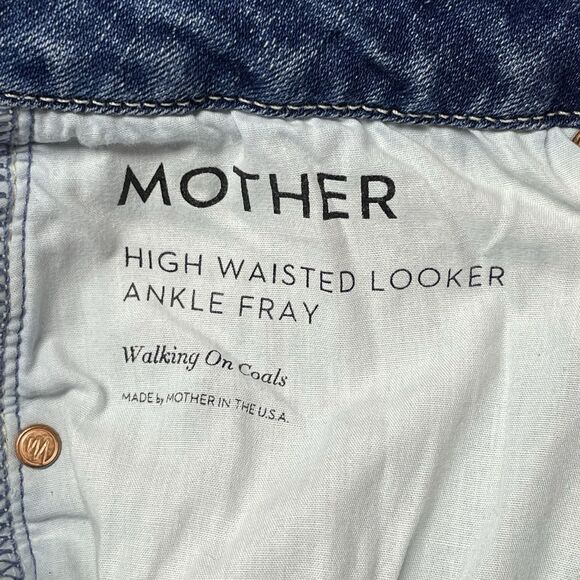 MOTHER
HIGH WAISTED LOOKER
ANKLE FRAY
Walking On Coals
MADE by MOTHER IN THE U.S.A.
M